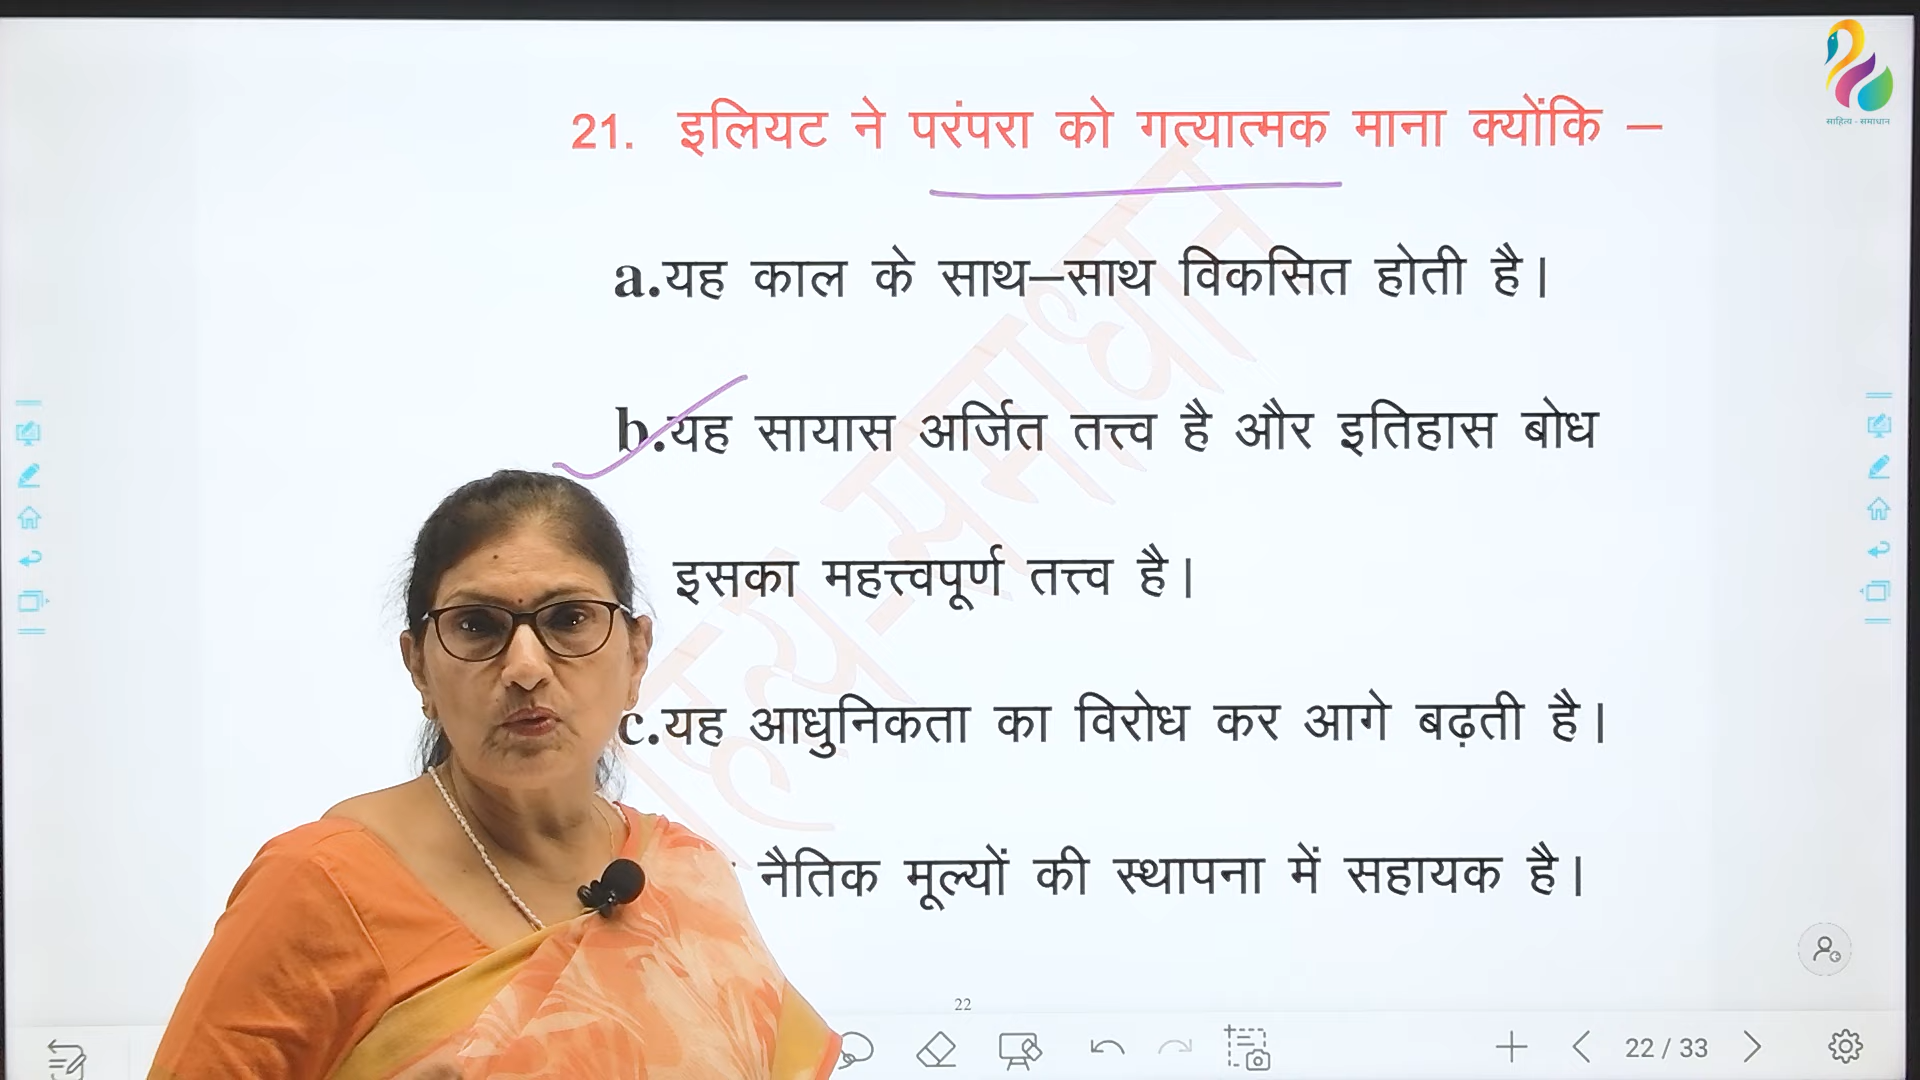 साहित्य - समाधान
21. इलियट ने परंपरा को गत्यात्मक माना क्योंकि –
a.यह काल के साथ–साथ विकसित होती है।
b.यह सायास अर्जित तत्त्व है और इतिहास बोध
इसका महत्त्वपूर्ण तत्त्व है।
c.यह आधुनिकता का विरोध कर आगे बढ़ती है।
नैतिक मूल्यों की स्थापना में सहायक है।
22
22 / 33